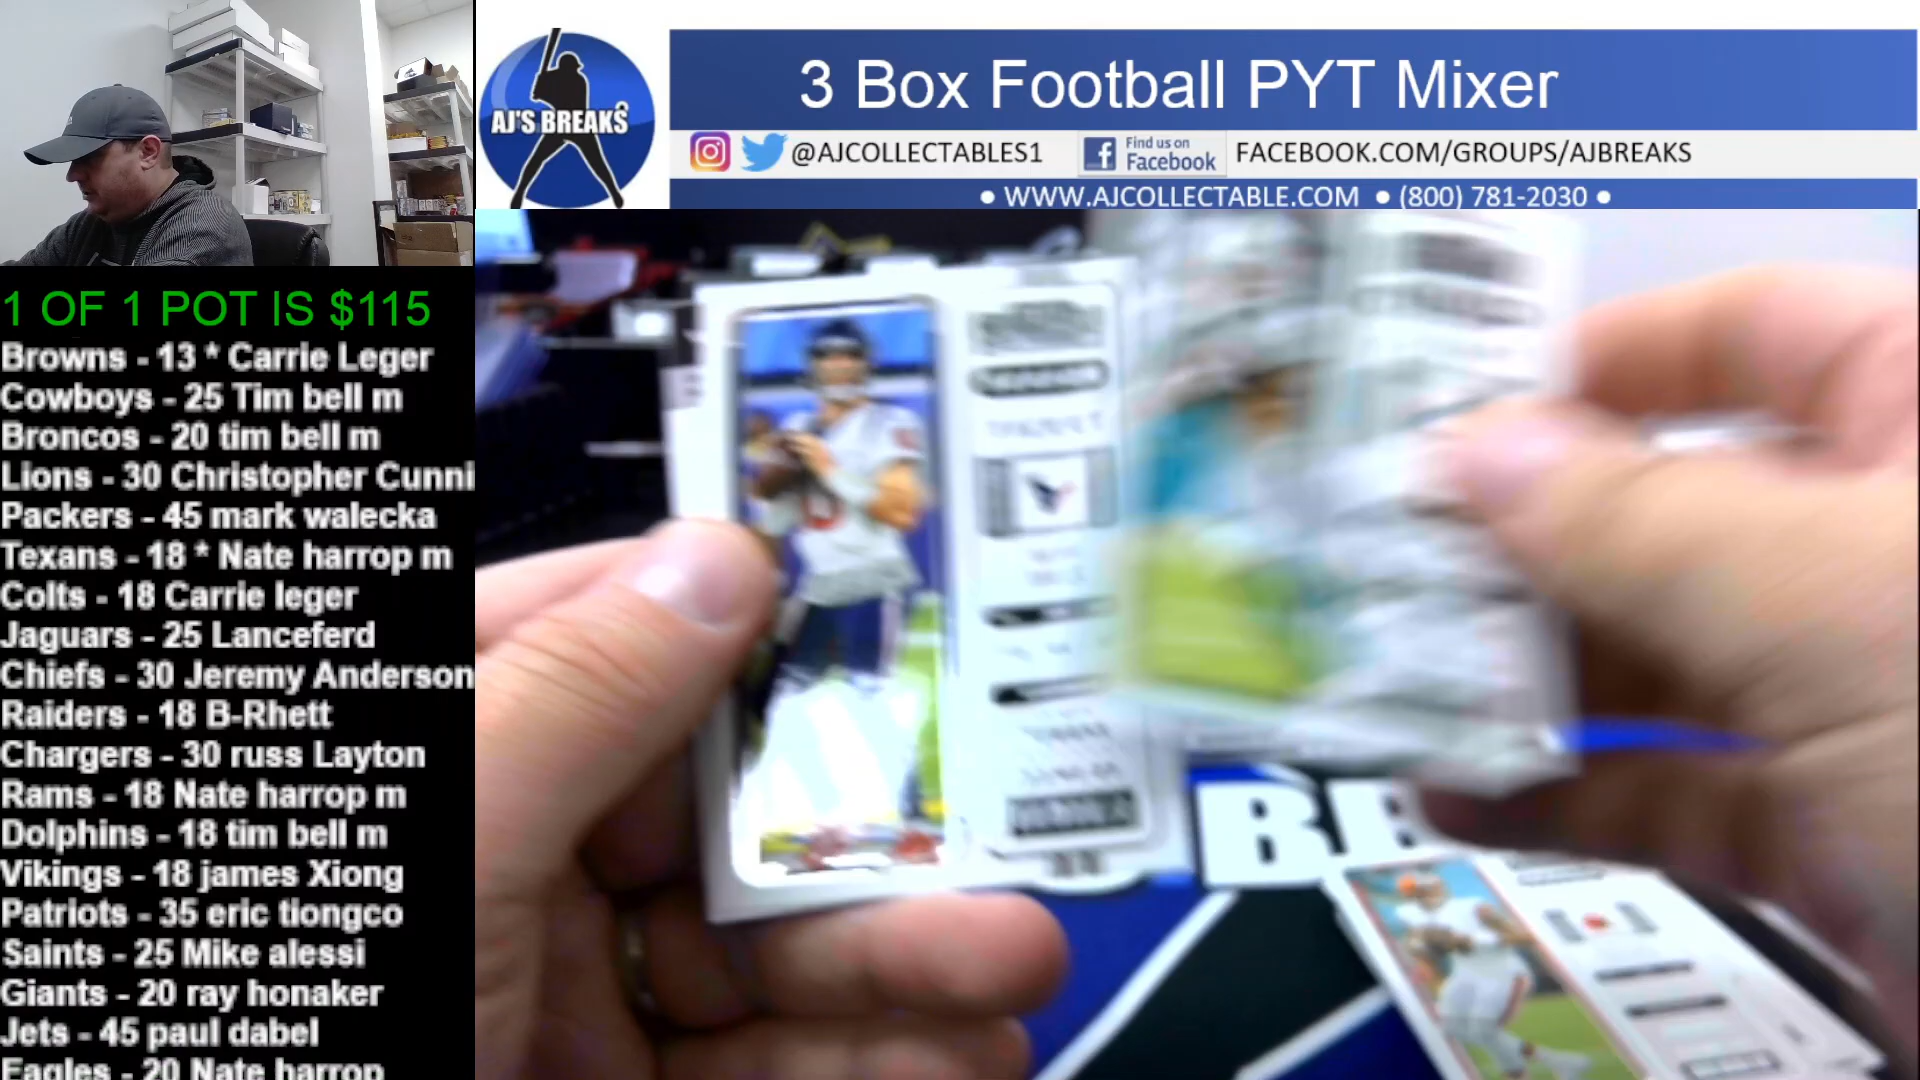 3 Box Football PYT Mixer
AJ'S BREAKS
@AJCOLLECTABLES1
Find us on
Facebook
FACEBOOK.COM/GROUPS/AJBREAKS
• WWW.AJCOLLECTABLE.COM • (800) 781-2030 •
1 OF 1 POT IS $115
Browns - 13 * Carrie Leger
Cowboys - 25 Tim bell m
Broncos - 20 tim bell m
Lions - 30 Christopher Cunni
Packers - 45 mark walecka
Texans - 18 * Nate harrop m
Colts - 18 Carrie leger
Jaguars - 25 Lanceferd
Chiefs - 30 Jeremy Anderson
Raiders - 18 B-Rhett
Chargers - 30 russ Layton
Rams - 18 Nate harrop m
Dolphins - 18 tim bell m
Vikings - 18 james Xiong
Patriots - 35 eric tiongco
Saints - 25 Mike alessi
Giants - 20 ray honaker
Jets - 45 paul dabel
Eagles - 20 Nate harrop